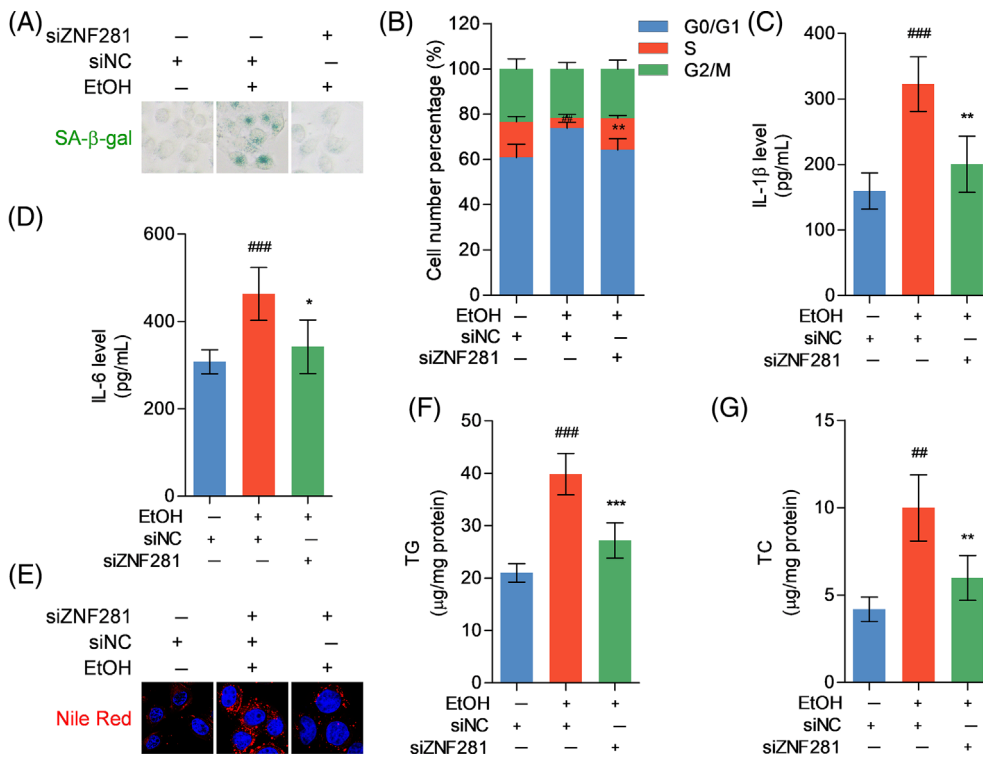 (A)
siZNF281 — — +
siNC + + —
EtOH — + +
SA-β-gal
(B)
Cell number percentage (%)
120
100
80
60
40
20
0
G0/G1
S
G2/M
##
**
EtOH — + +
siNC + + —
siZNF281 — — +
(C)
IL-1β level
(pg/mL)
400
300
200
100
0
###
**
EtOH — + +
siNC + + —
siZNF281 — — +
(D)
IL-6 level
(pg/mL)
600
400
200
0
###
*
EtOH — + +
siNC + + —
siZNF281 — — +
(E)
siZNF281 — + +
siNC + + —
EtOH — + +
Nile Red
(F)
TG
(μg/mg protein)
50
40
30
20
10
0
###
***
EtOH — + +
siNC + + —
siZNF281 — — +
(G)
TC
(μg/mg protein)
15
10
5
0
##
**
EtOH — + +
siNC + + —
siZNF281 — — +